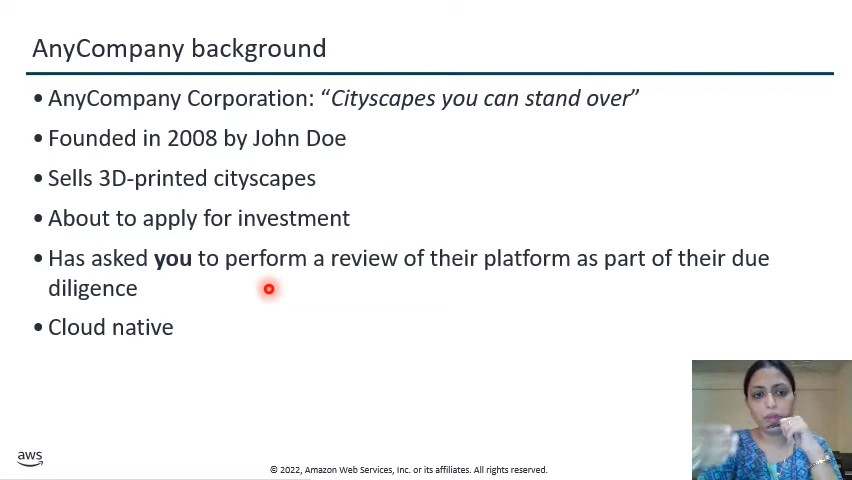 AnyCompany background
•AnyCompany Corporation: “Cityscapes you can stand over”
•Founded in 2008 by John Doe
•Sells 3D-printed cityscapes
•About to apply for investment
•Has asked you to perform a review of their platform as part of their due
diligence
•Cloud native
aws
© 2022, Amazon Web Services, Inc. or its affiliates. All rights reserved.